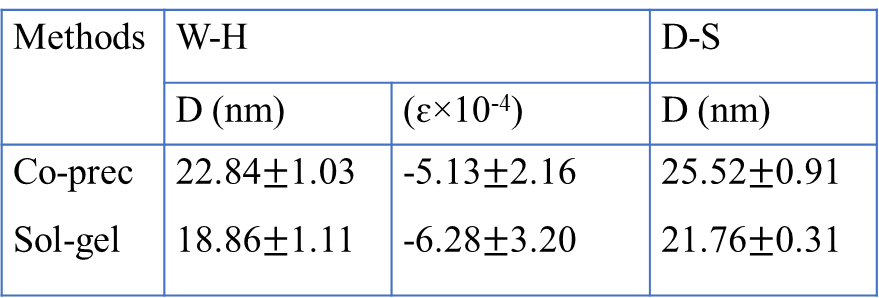 Methods W-H D-S
D (nm) (ε×10⁻⁴) D (nm)
Co-prec 22.84±1.03 -5.13±2.16 25.52±0.91
Sol-gel 18.86±1.11 -6.28±3.20 21.76±0.31